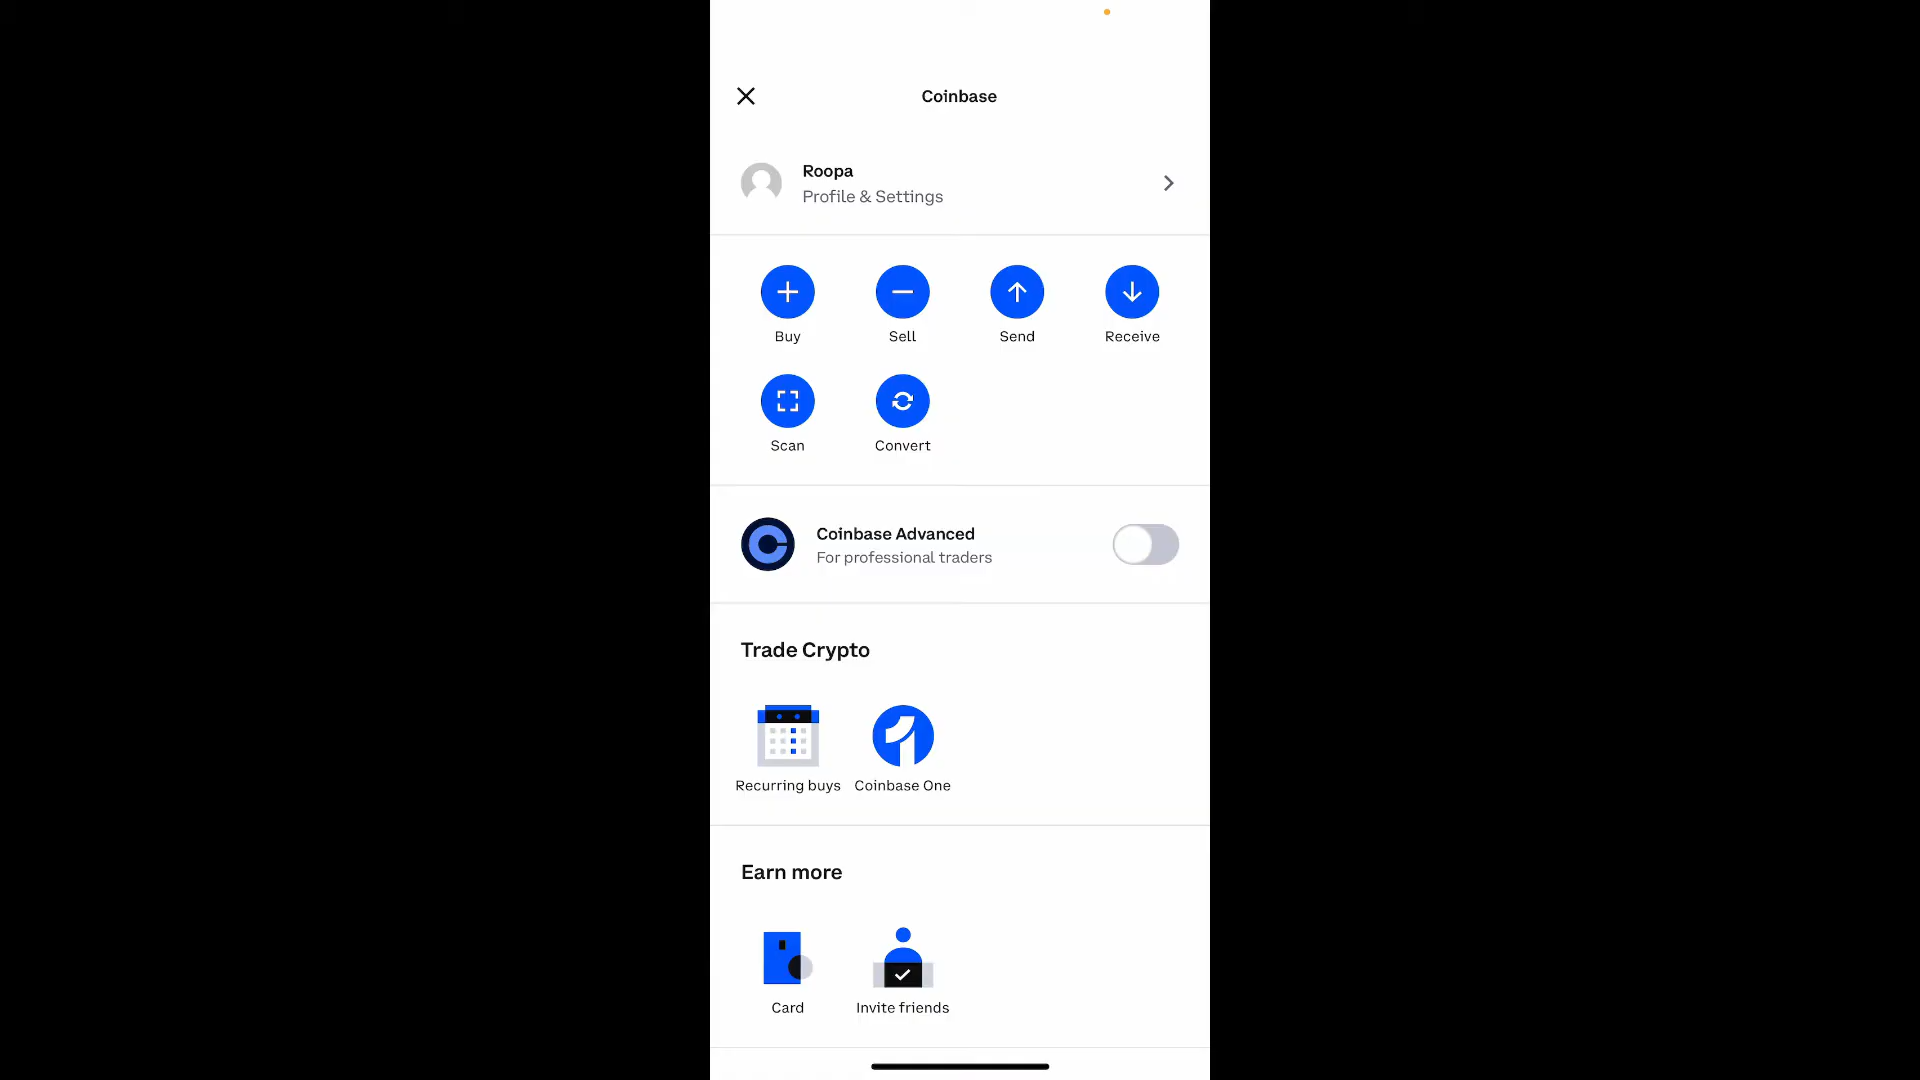 Coinbase
Roopa
Profile & Settings
Buy
Sell
Send
Receive
Scan
Convert
Coinbase Advanced
For professional traders
Trade Crypto
Recurring buys
Coinbase One
Earn more
Card
Invite friends